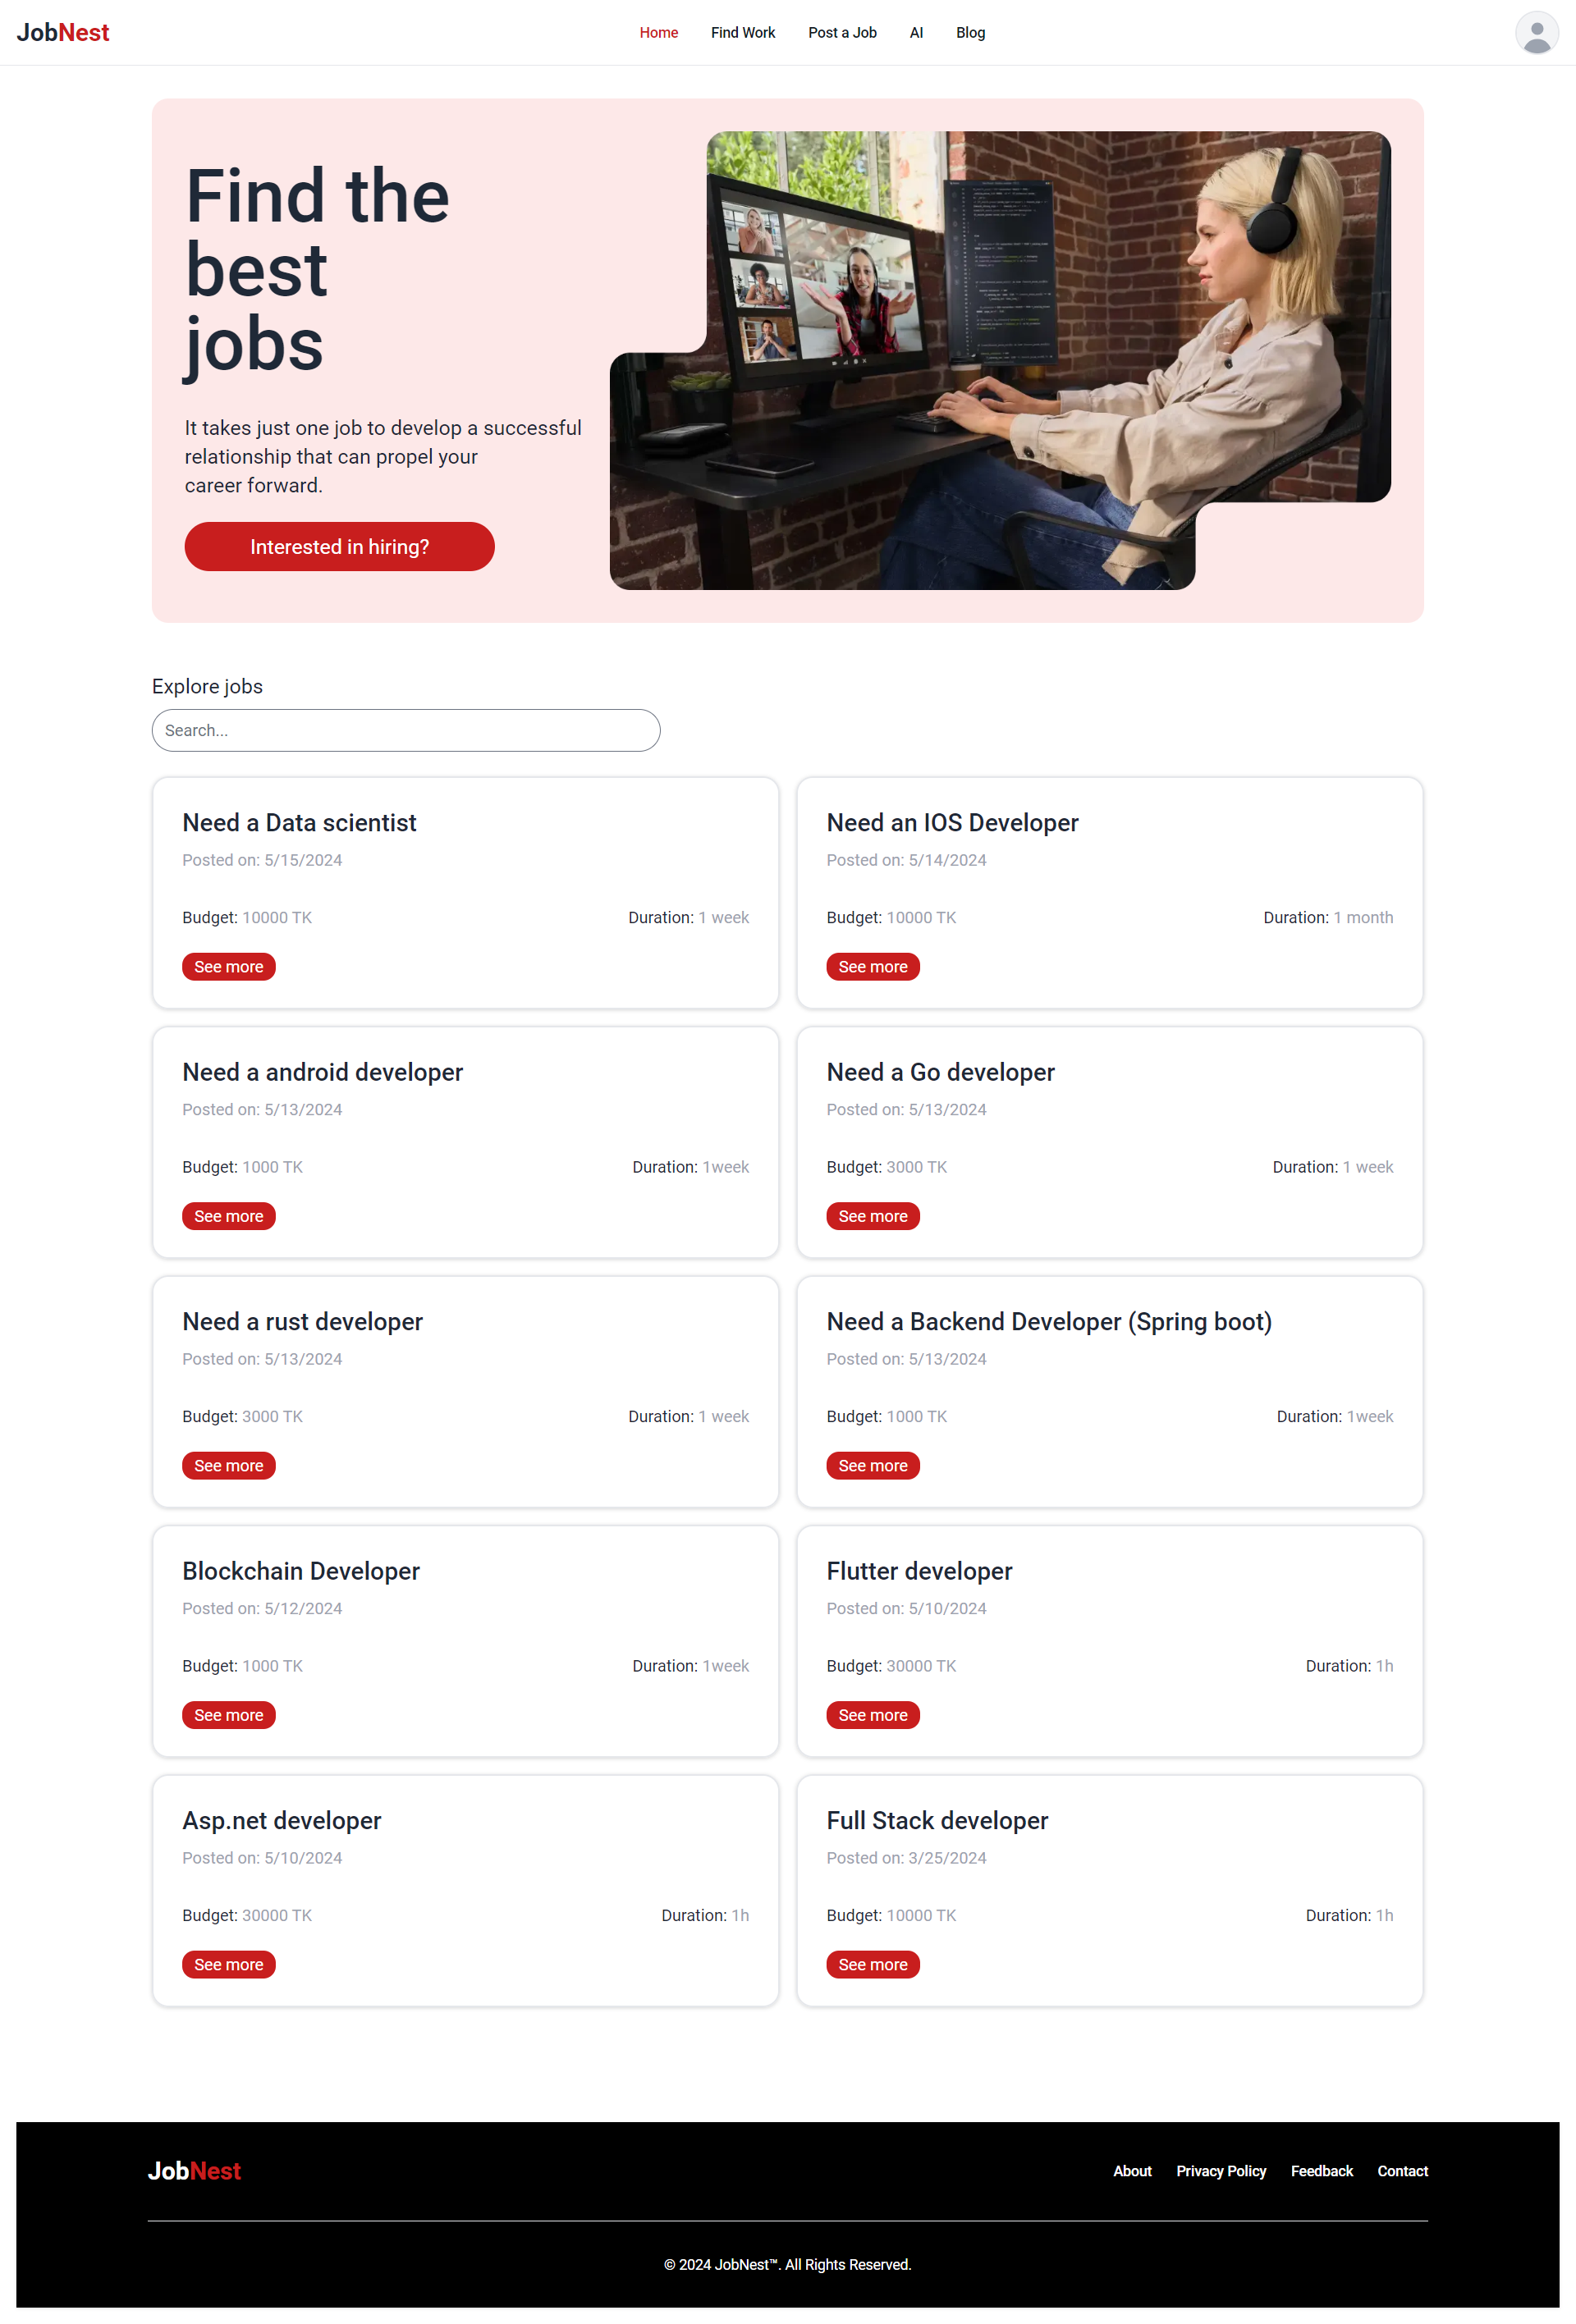 JobNest
Home Find Work Post a Job AI Blog
Find the
best
jobs
It takes just one job to develop a successful
relationship that can propel your
career forward.
Interested in hiring?
Explore jobs
Search...
Need a Data scientist
Posted on: 5/15/2024
Budget: 10000 TK Duration: 1 week
See more
Need an IOS Developer
Posted on: 5/14/2024
Budget: 10000 TK Duration: 1 month
See more
Need a android developer
Posted on: 5/13/2024
Budget: 1000 TK Duration: 1week
See more
Need a Go developer
Posted on: 5/13/2024
Budget: 3000 TK Duration: 1 week
See more
Need a rust developer
Posted on: 5/13/2024
Budget: 3000 TK Duration: 1 week
See more
Need a Backend Developer (Spring boot)
Posted on: 5/13/2024
Budget: 1000 TK Duration: 1week
See more
Blockchain Developer
Posted on: 5/12/2024
Budget: 1000 TK Duration: 1week
See more
Flutter developer
Posted on: 5/10/2024
Budget: 30000 TK Duration: 1h
See more
Asp.net developer
Posted on: 5/10/2024
Budget: 30000 TK Duration: 1h
See more
Full Stack developer
Posted on: 3/25/2024
Budget: 10000 TK Duration: 1h
See more
JobNest
About Privacy Policy Feedback Contact
© 2024 JobNest™. All Rights Reserved.